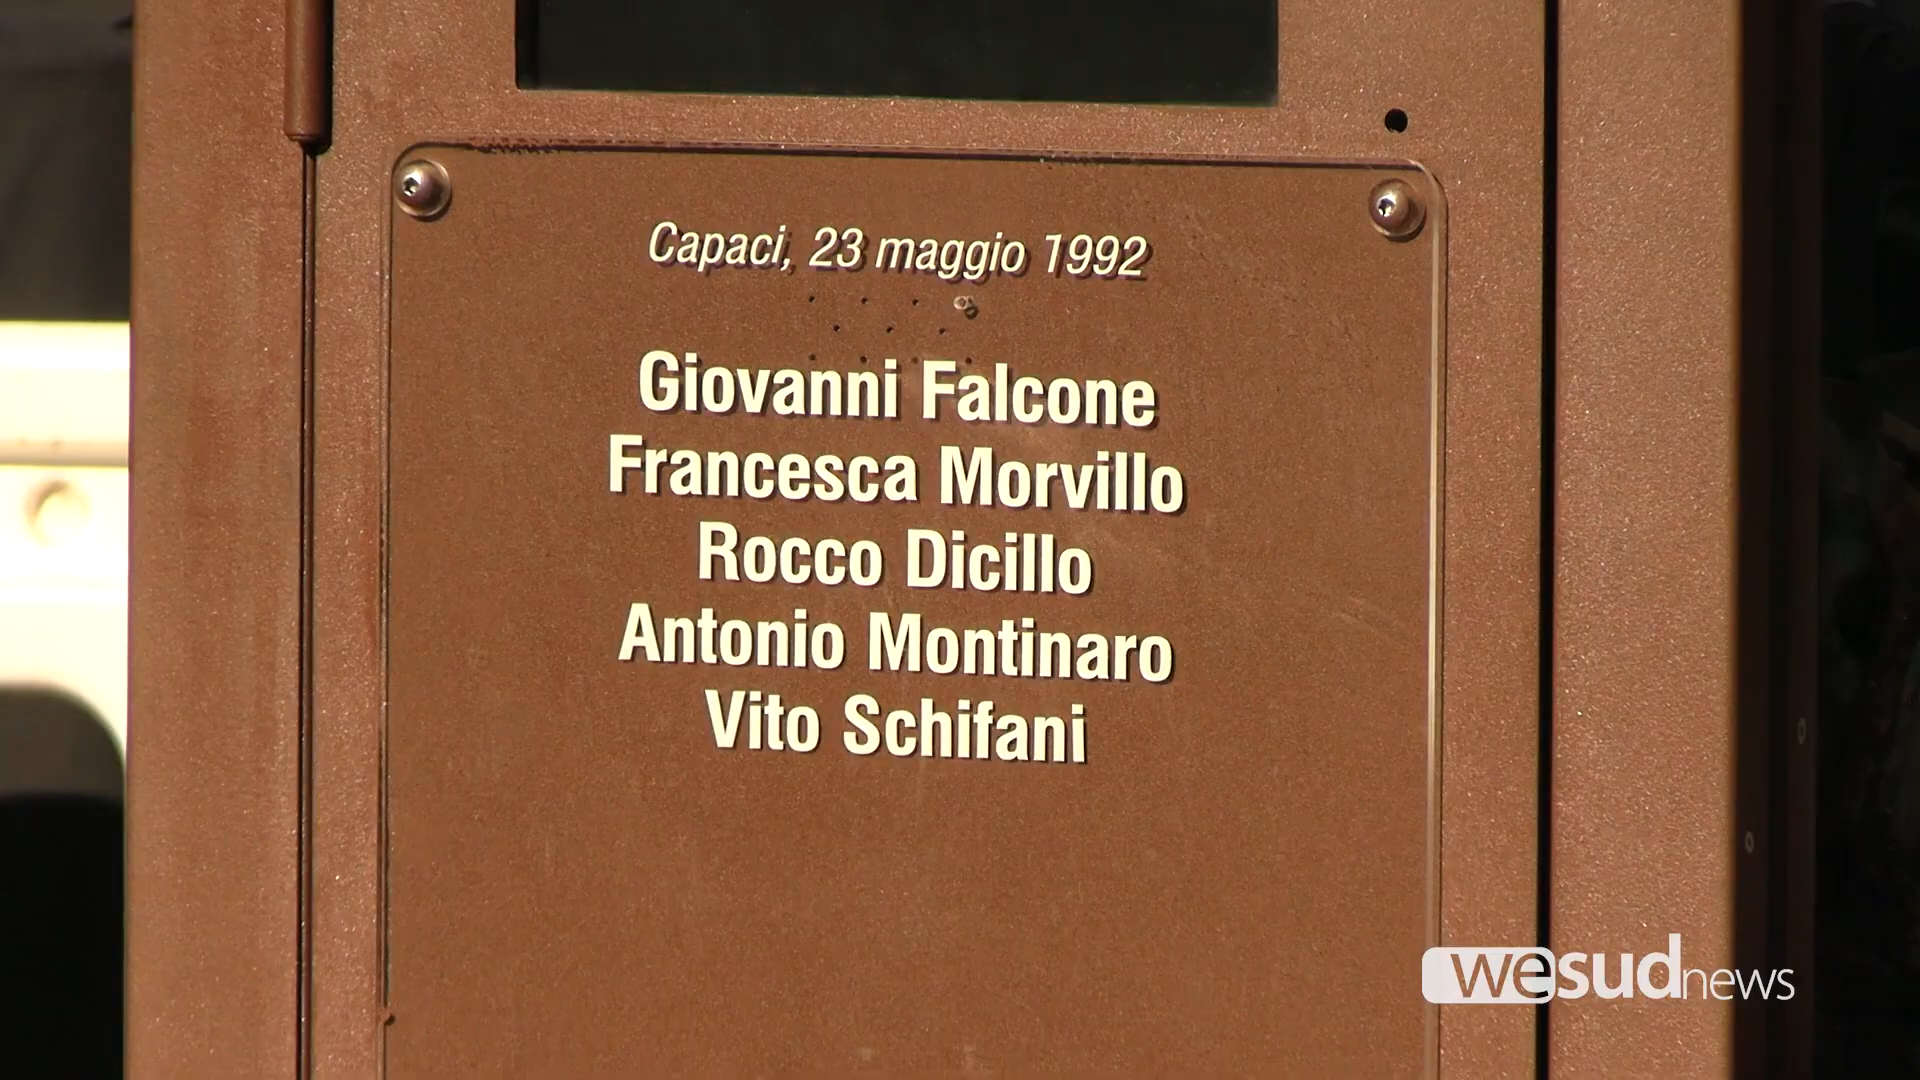 Capaci, 23 maggio 1992
Giovanni Falcone
Francesca Morvillo
Rocco Dicillo
Antonio Montinaro
Vito Schifani
wesudnews